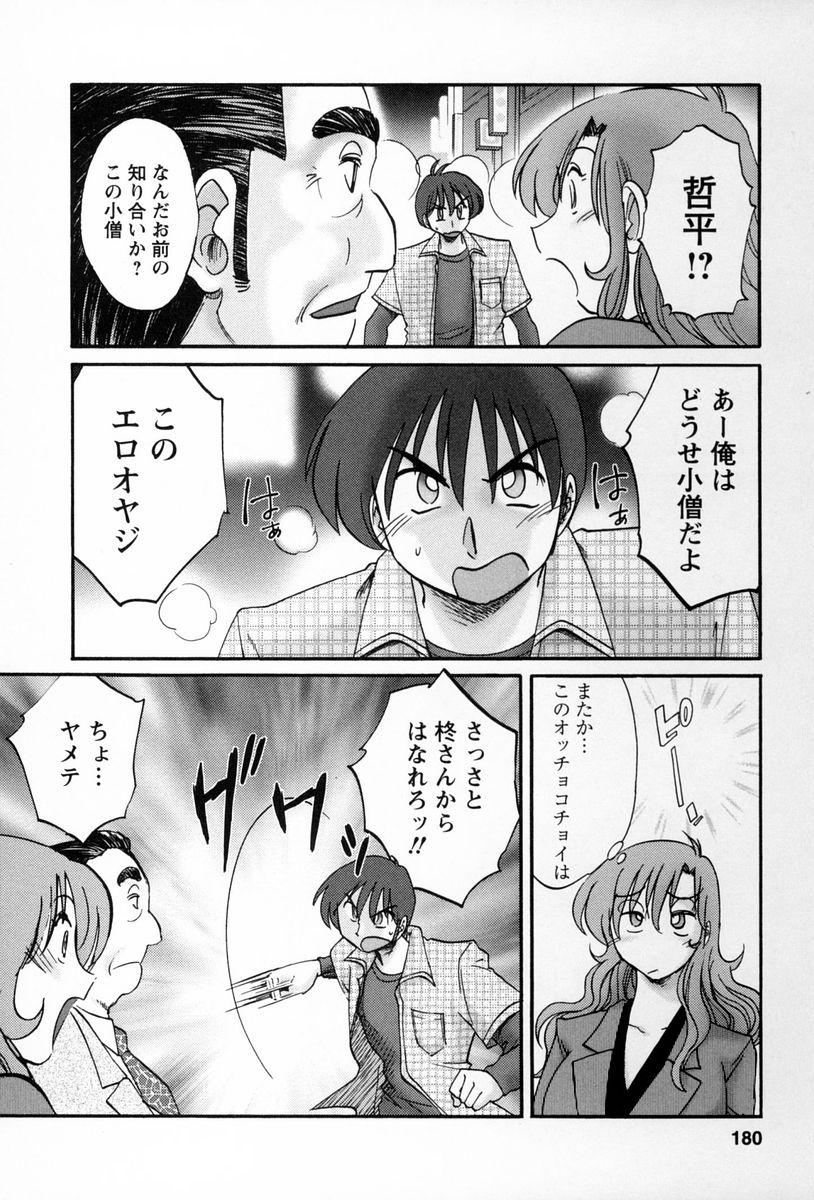 哲平
!?
なんだお前の
知り合いか?
この小僧
あー俺は
どうせ小僧だよ
はぁ
はぁ
この
エロオヤジ
ピーー
またか…
このオッチョコチョイは
さっさと
柊さんから
はなれろッ!!
ヅヅ
ちょ…
ヤメテ
180